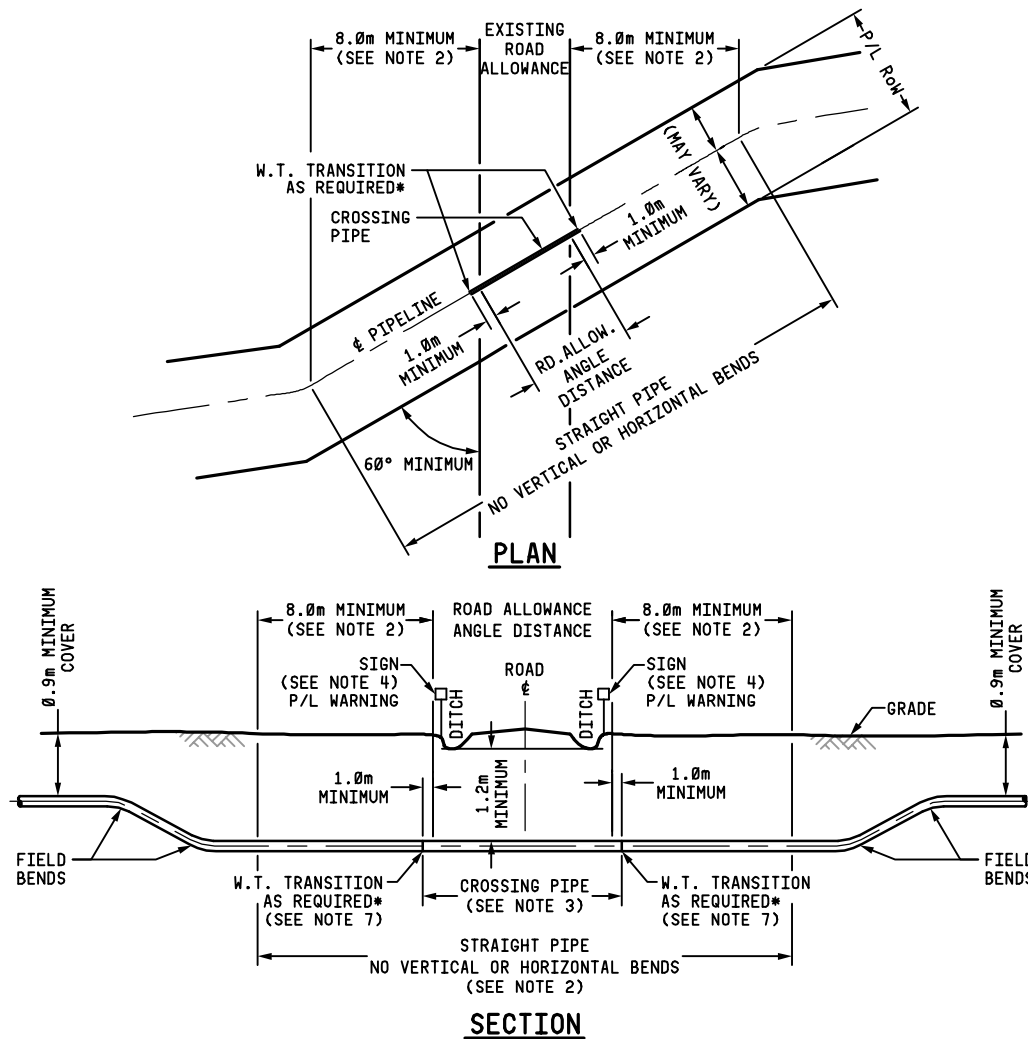 8.0m MINIMUM
(SEE NOTE 2)
EXISTING
ROAD
ALLOWANCE
8.0m MINIMUM
(SEE NOTE 2)
P/L RoW
(MAY VARY)
W.T. TRANSITION
AS REQUIRED*
CROSSING
PIPE
1.0m
MINIMUM
℄ PIPELINE
1.0m
MINIMUM
RD.ALLOW.
ANGLE
DISTANCE
STRAIGHT PIPE
NO VERTICAL OR HORIZONTAL BENDS
60° MINIMUM
PLAN
0.9m MINIMUM
COVER
8.0m MINIMUM
(SEE NOTE 2)
ROAD ALLOWANCE
ANGLE DISTANCE
8.0m MINIMUM
(SEE NOTE 2)
0.9m MINIMUM
COVER
SIGN
(SEE NOTE 4)
P/L WARNING
DITCH
ROAD
℄
DITCH
SIGN
(SEE NOTE 4)
P/L WARNING
GRADE
1.0m
MINIMUM
1.2m
MINIMUM
1.0m
MINIMUM
FIELD
BENDS
W.T. TRANSITION
AS REQUIRED*
(SEE NOTE 7)
CROSSING PIPE
(SEE NOTE 3)
W.T. TRANSITION
AS REQUIRED*
(SEE NOTE 7)
FIELD
BENDS
STRAIGHT PIPE
NO VERTICAL OR HORIZONTAL BENDS
(SEE NOTE 2)
SECTION